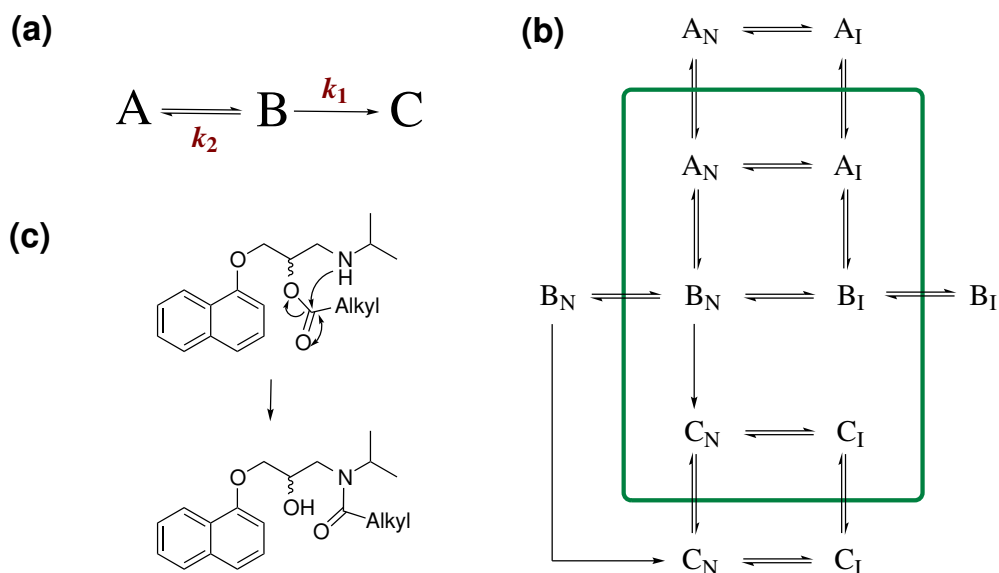 (a)
A B C
k1
k2
(b)
AN AI
AN AI
BN BN BI BI
CN CI
CN CI
(c)
O
N
H
O
Alkyl
O
O
N
OH
O
Alkyl